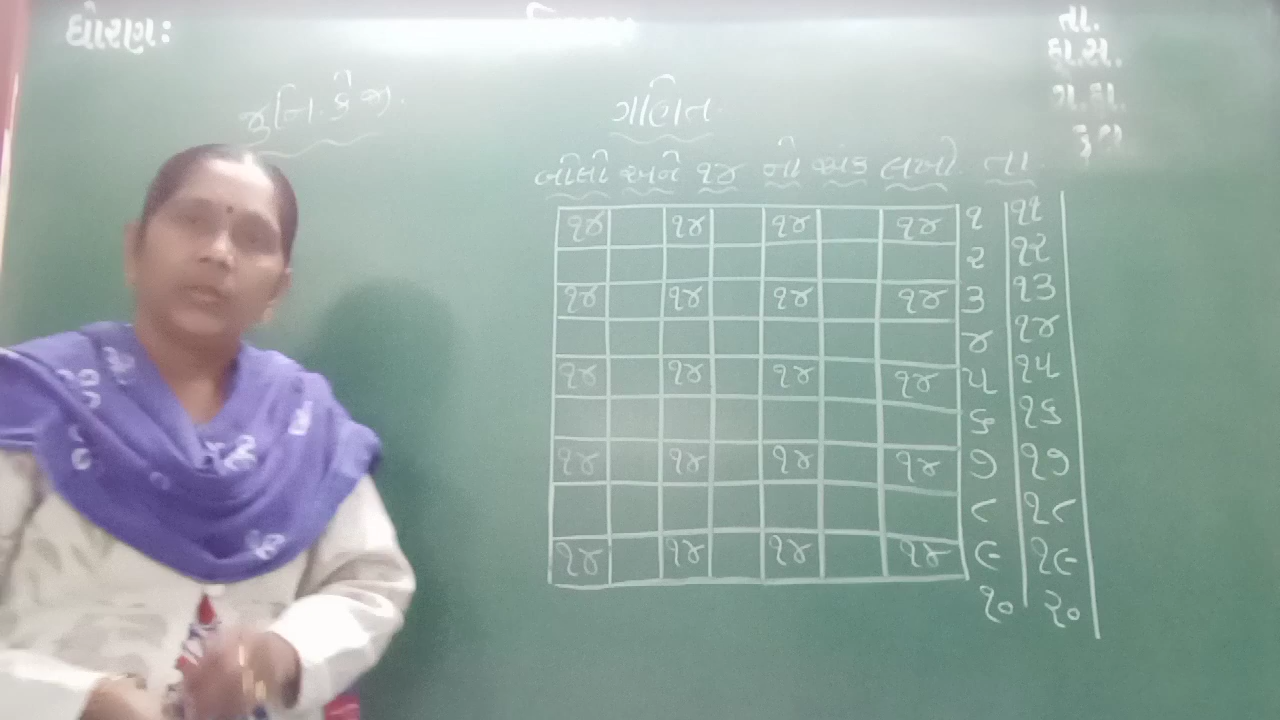 ધોરણ:
તા.
કા.સ.
ગ.કા.
કુલ
જુનિ. કે.જી.
ગણિત
બોલો અને ૧૪ નો અંક લખો. તા
૧૪ ૧૪ ૧૪ ૧૪ ૧ ૧૧
૨ ૧૨
૧૪ ૧૪ ૧૪ ૧૪ ૩ ૧૩
૪ ૧૪
૧૪ ૧૪ ૧૪ ૧૪ ૫ ૧૫
૬ ૧૬
૧૪ ૧૪ ૧૪ ૧૪ ૭ ૧૭
૮ ૧૮
૧૪ ૧૪ ૧૪ ૧૪ ૯ ૧૯
૧૦ ૨૦